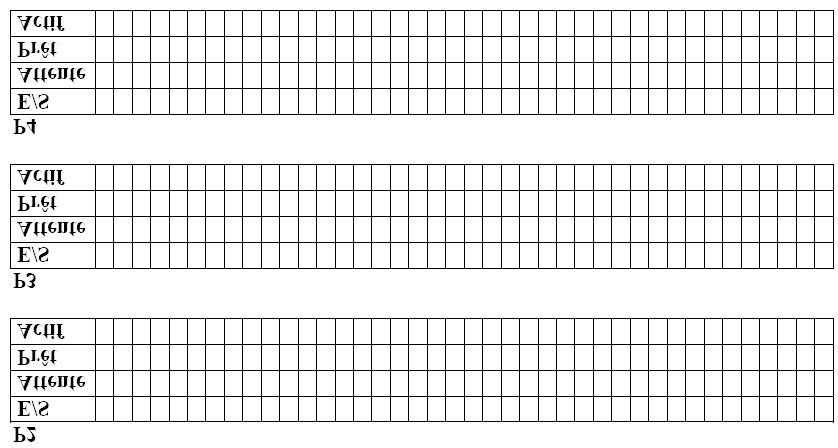 P2
E/S
Attente
Prêt
Actif
P3
E/S
Attente
Prêt
Actif
P4
E/S
Attente
Prêt
Actif